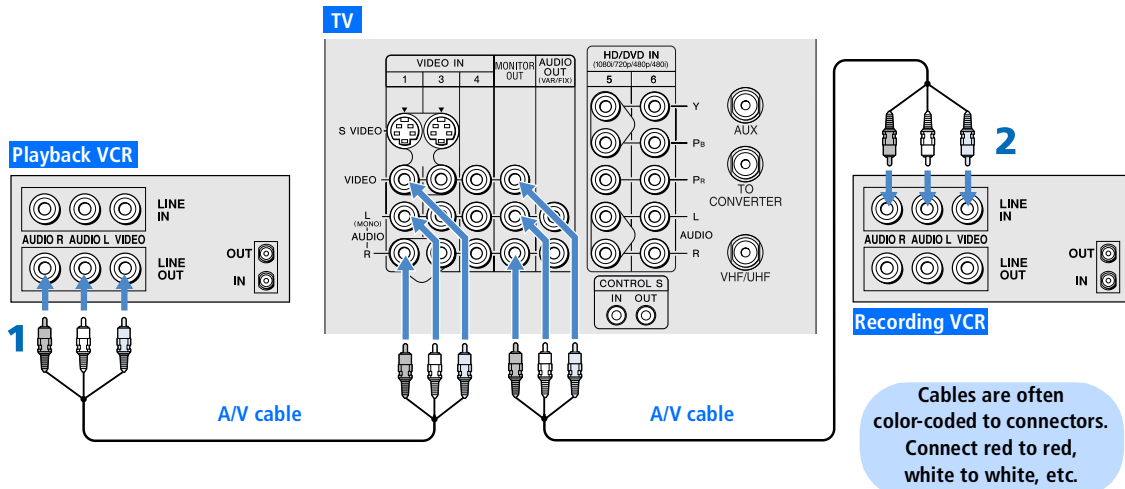 TV
VIDEO IN
1 3 4
MONITOR OUT
AUDIO OUT
(VAR/FIX)
HD/DVD IN
(1080i/720p/480p/480i)
5 6
S VIDEO
VIDEO
L
(MONO)
AUDIO
R
Y
PB
PR
L
AUDIO
R
AUX
TO CONVERTER
VHF/UHF
CONTROL S
IN OUT
Playback VCR
LINE IN
AUDIO R AUDIO L VIDEO
LINE OUT
OUT
IN
1
A/V cable
A/V cable
2
LINE IN
AUDIO R AUDIO L VIDEO
LINE OUT
OUT
IN
Recording VCR
Cables are often
color-coded to connectors.
Connect red to red,
white to white, etc.